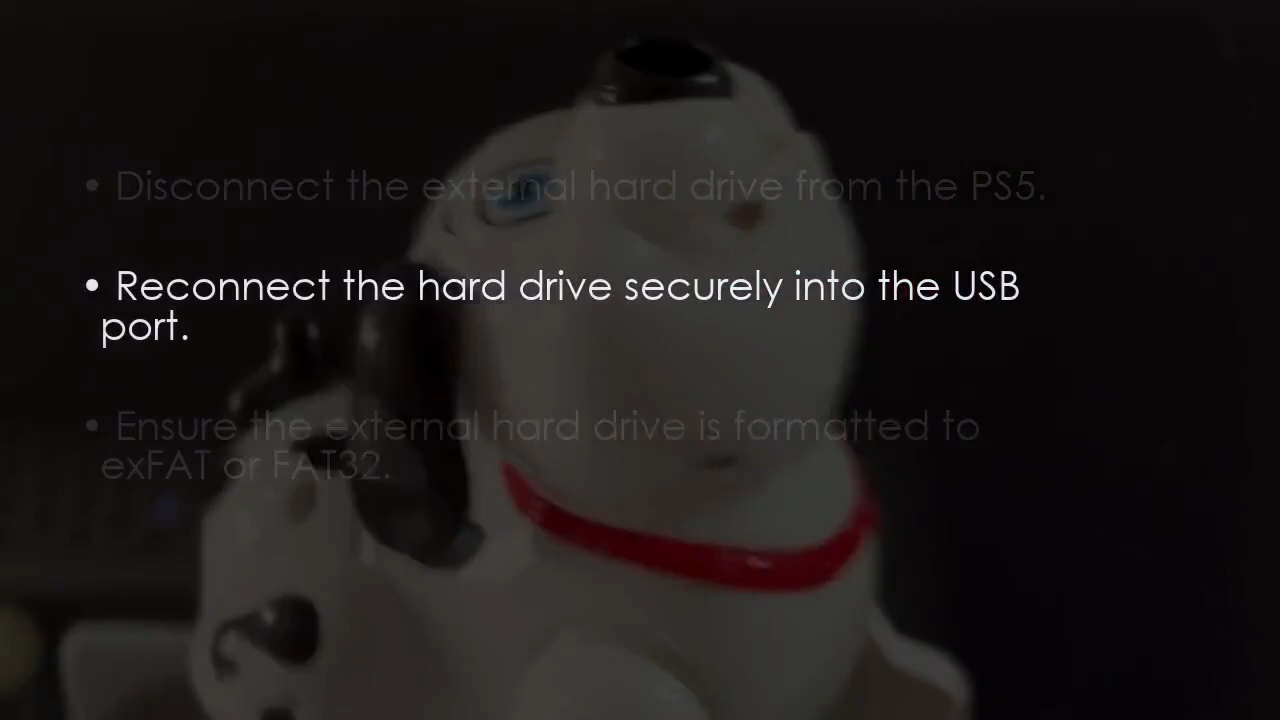 • Disconnect the external hard drive from the PS5.
• Reconnect the hard drive securely into the USB
port.
• Ensure the external hard drive is formatted to
exFAT or FAT32.